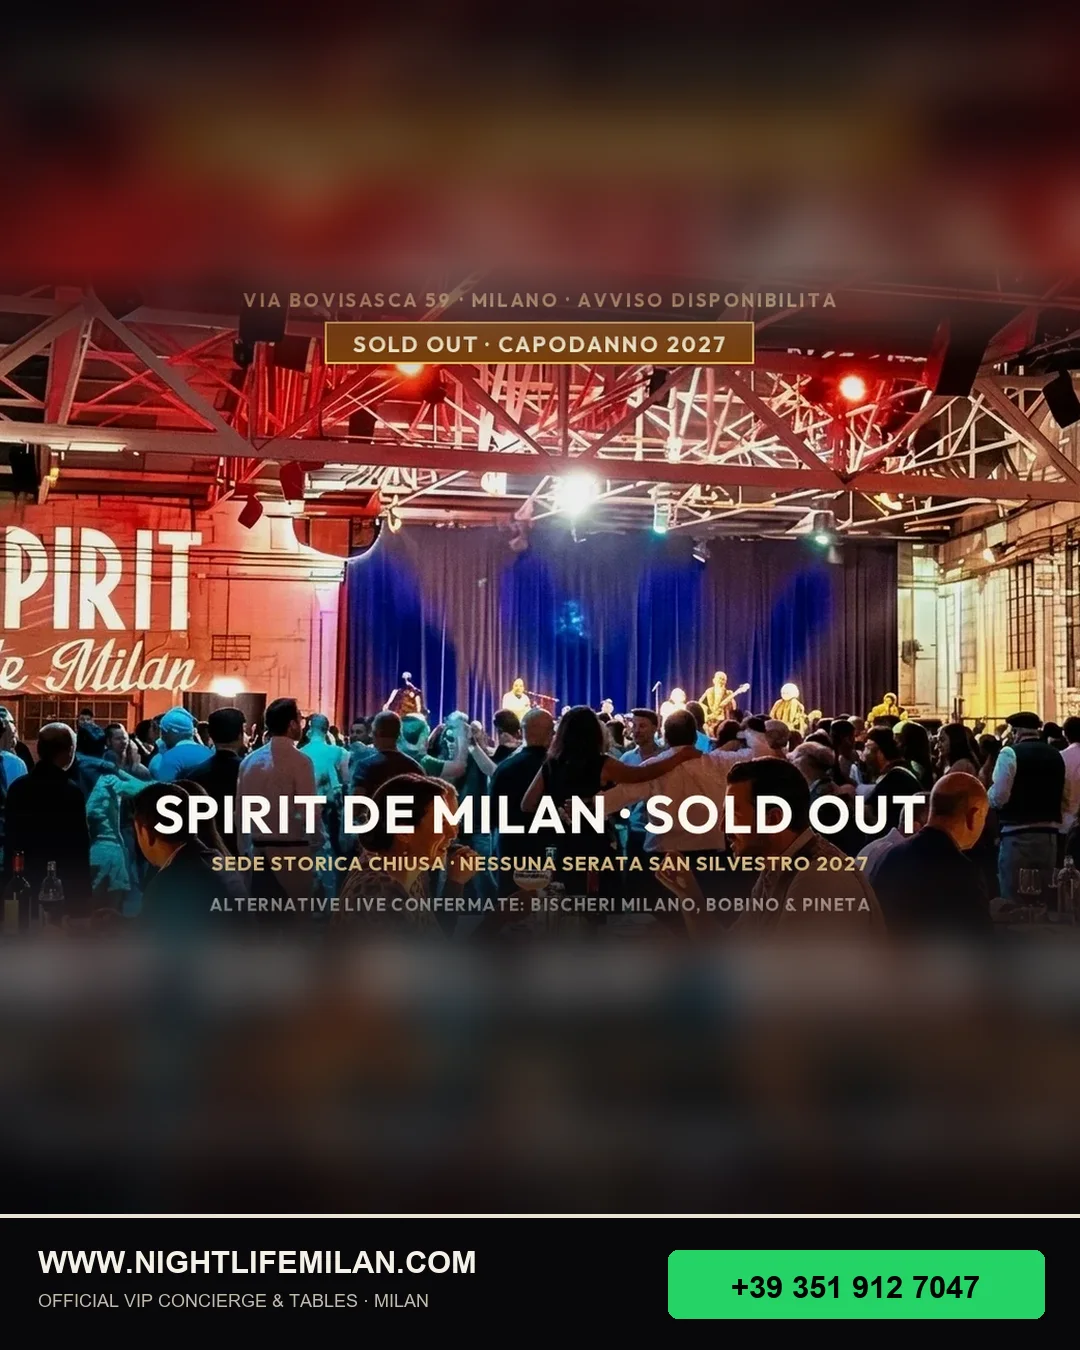 VIA BOVISASCA 59 · MILANO · AVVISO DISPONIBILITA
SOLD OUT · CAPODANNO 2027
PIRIT
de Milan
SPIRIT DE MILAN · SOLD OUT
SEDE STORICA CHIUSA · NESSUNA SERATA SAN SILVESTRO 2027
ALTERNATIVE LIVE CONFERMATE: BISCHERI MILANO, BOBINO & PINETA
WWW.NIGHTLIFEMILAN.COM
OFFICIAL VIP CONCIERGE & TABLES · MILAN
+39 351 912 7047